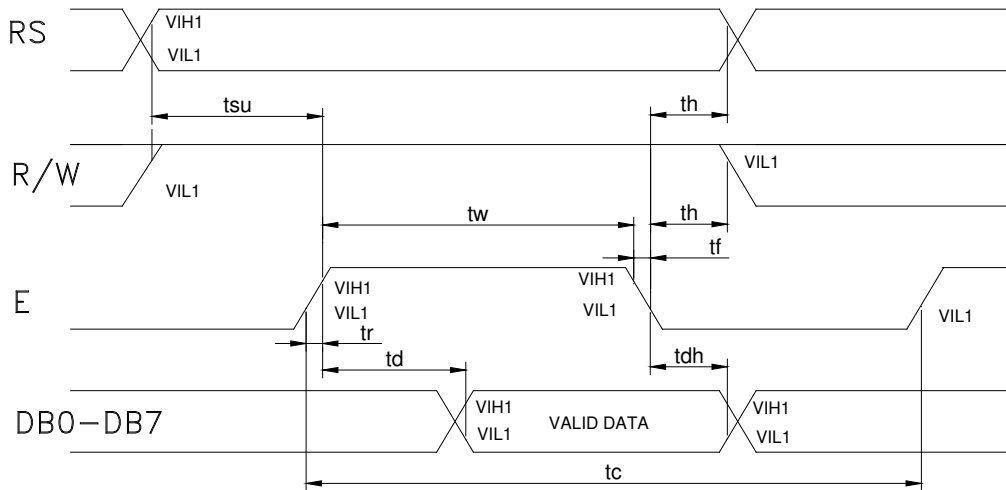 RS
VIH1
VIL1
tsu
th
R/W
VIL1
VIL1
tw
th
tf
E
VIH1
VIL1
VIH1
VIL1
VIL1
tr
td
tdh
DB0-DB7
VIH1
VIL1
VALID DATA
VIH1
VIL1
tc